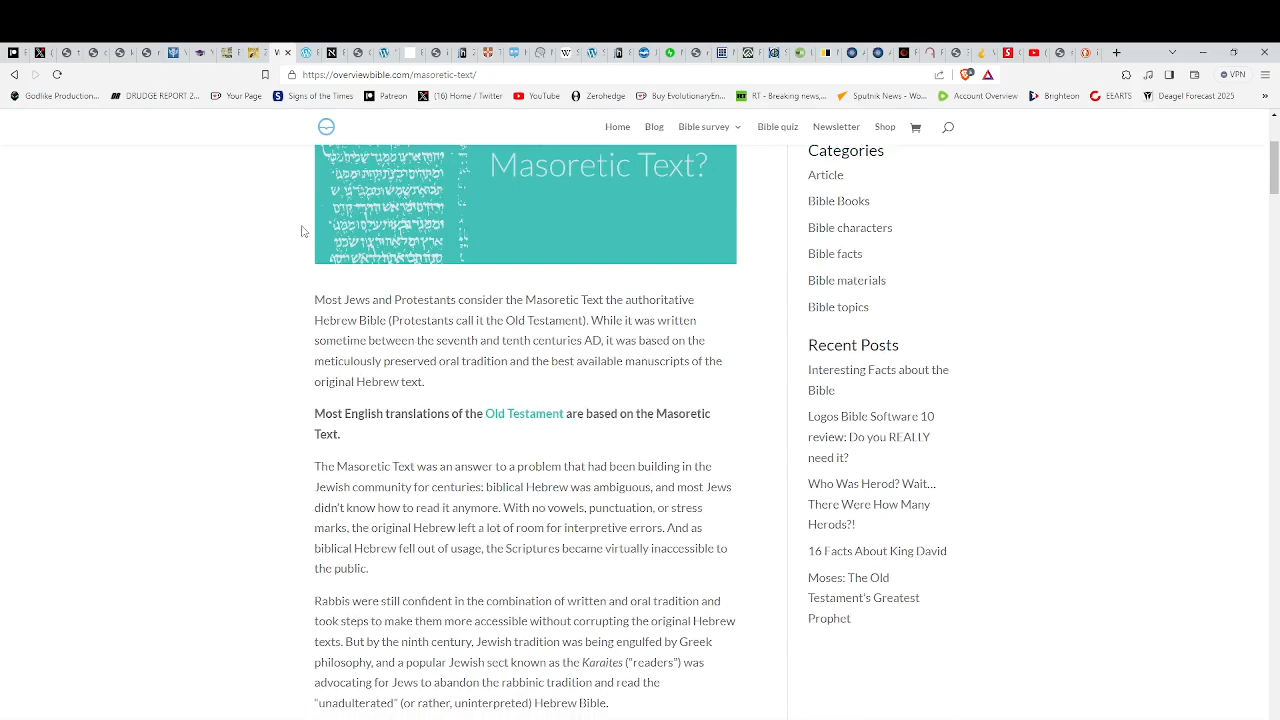 https://overviewbible.com/masoretic-text/
VPN
Godlike Production...
DRUDGE REPORT 2...
Your Page
Signs of the Times
Patreon
(16) Home / Twitter
YouTube
Zerohedge
Buy EvolutionaryEn...
RT - Breaking news,...
Sputnik News - Wo...
Account Overview
Brighteon
EEARTS
Deagel Forecast 2025
Home
Blog
Bible survey
Bible quiz
Newsletter
Shop
Masoretic Text?
Most Jews and Protestants consider the Masoretic Text the authoritative
Hebrew Bible (Protestants call it the Old Testament). While it was written
sometime between the seventh and tenth centuries AD, it was based on the
meticulously preserved oral tradition and the best available manuscripts of the
original Hebrew text.
Most English translations of the Old Testament are based on the Masoretic
Text.
The Masoretic Text was an answer to a problem that had been building in the
Jewish community for centuries: biblical Hebrew was ambiguous, and most Jews
didn't know how to read it anymore. With no vowels, punctuation, or stress
marks, the original Hebrew left a lot of room for interpretive errors. And as
biblical Hebrew fell out of usage, the Scriptures became virtually inaccessible to
the public.
Rabbis were still confident in the combination of written and oral tradition and
took steps to make them more accessible without corrupting the original Hebrew
texts. But by the ninth century, Jewish tradition was being engulfed by Greek
philosophy, and a popular Jewish sect known as the Karaites ("readers") was
advocating for Jews to abandon the rabbinic tradition and read the
"unadulterated" (or rather, uninterpreted) Hebrew Bible.
Categories
Article
Bible Books
Bible characters
Bible facts
Bible materials
Bible topics
Recent Posts
Interesting Facts about the
Bible
Logos Bible Software 10
review: Do you REALLY
need it?
Who Was Herod? Wait...
There Were How Many
Herods?!
16 Facts About King David
Moses: The Old
Testament's Greatest
Prophet